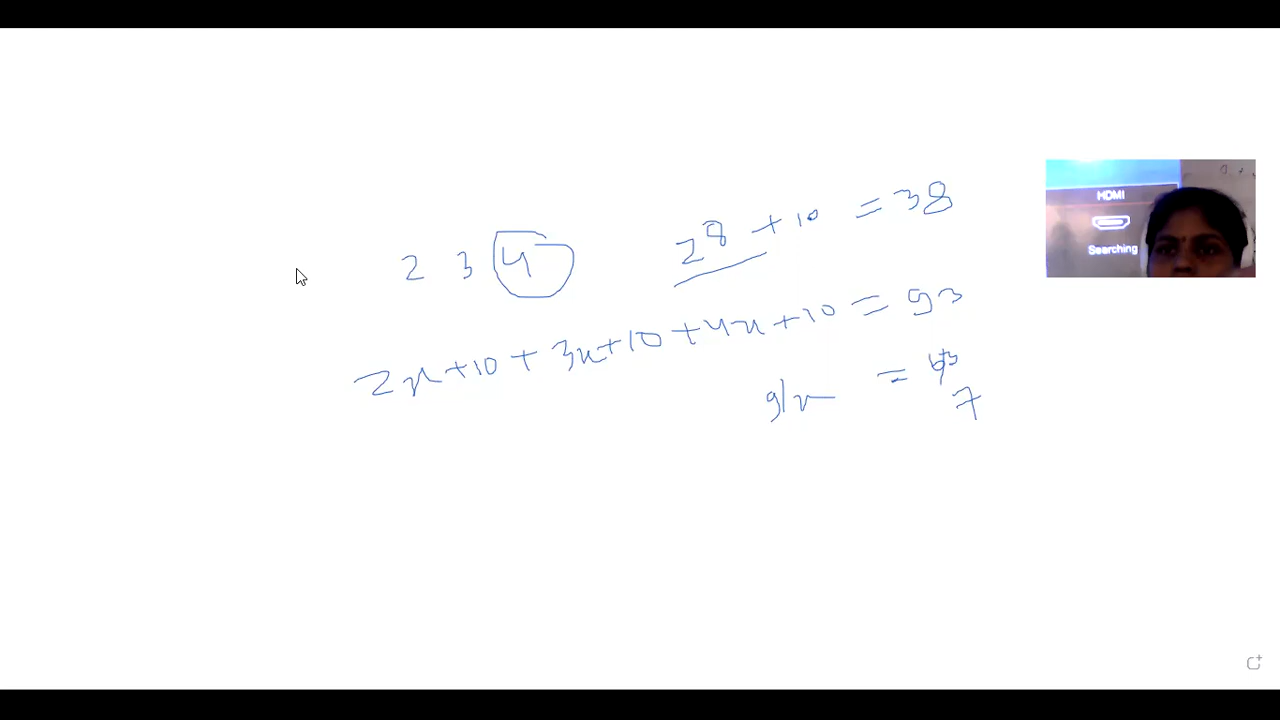 28 + 10 = 38
2 3 4
2x + 10 + 3x + 10 + 4x + 10 = 93
9x = 63
7
HDMI
Searching